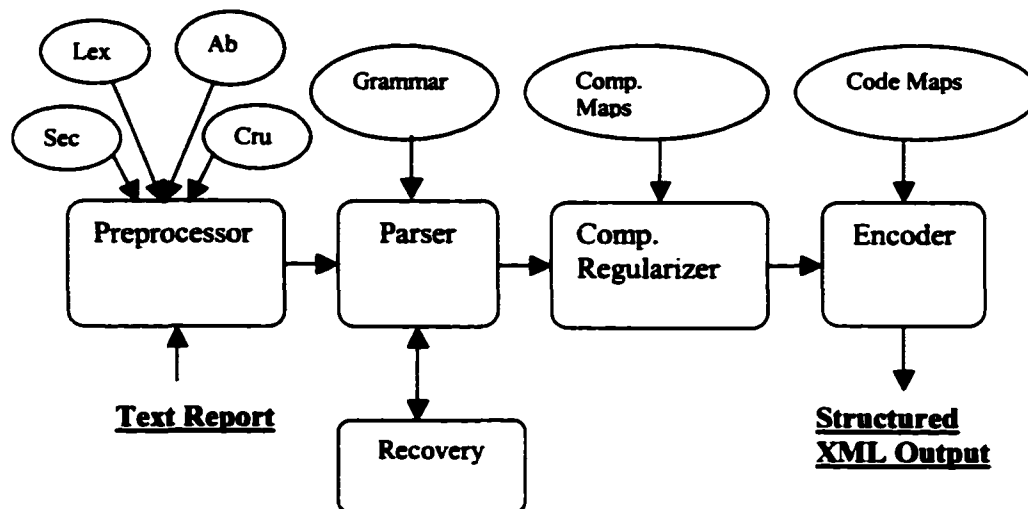 Lex
Ab
Sec
Cru
Grammar
Comp.
Maps
Code Maps
Preprocessor
Parser
Comp.
Regularizer
Encoder
Text Report
Recovery
Structured
XML Output